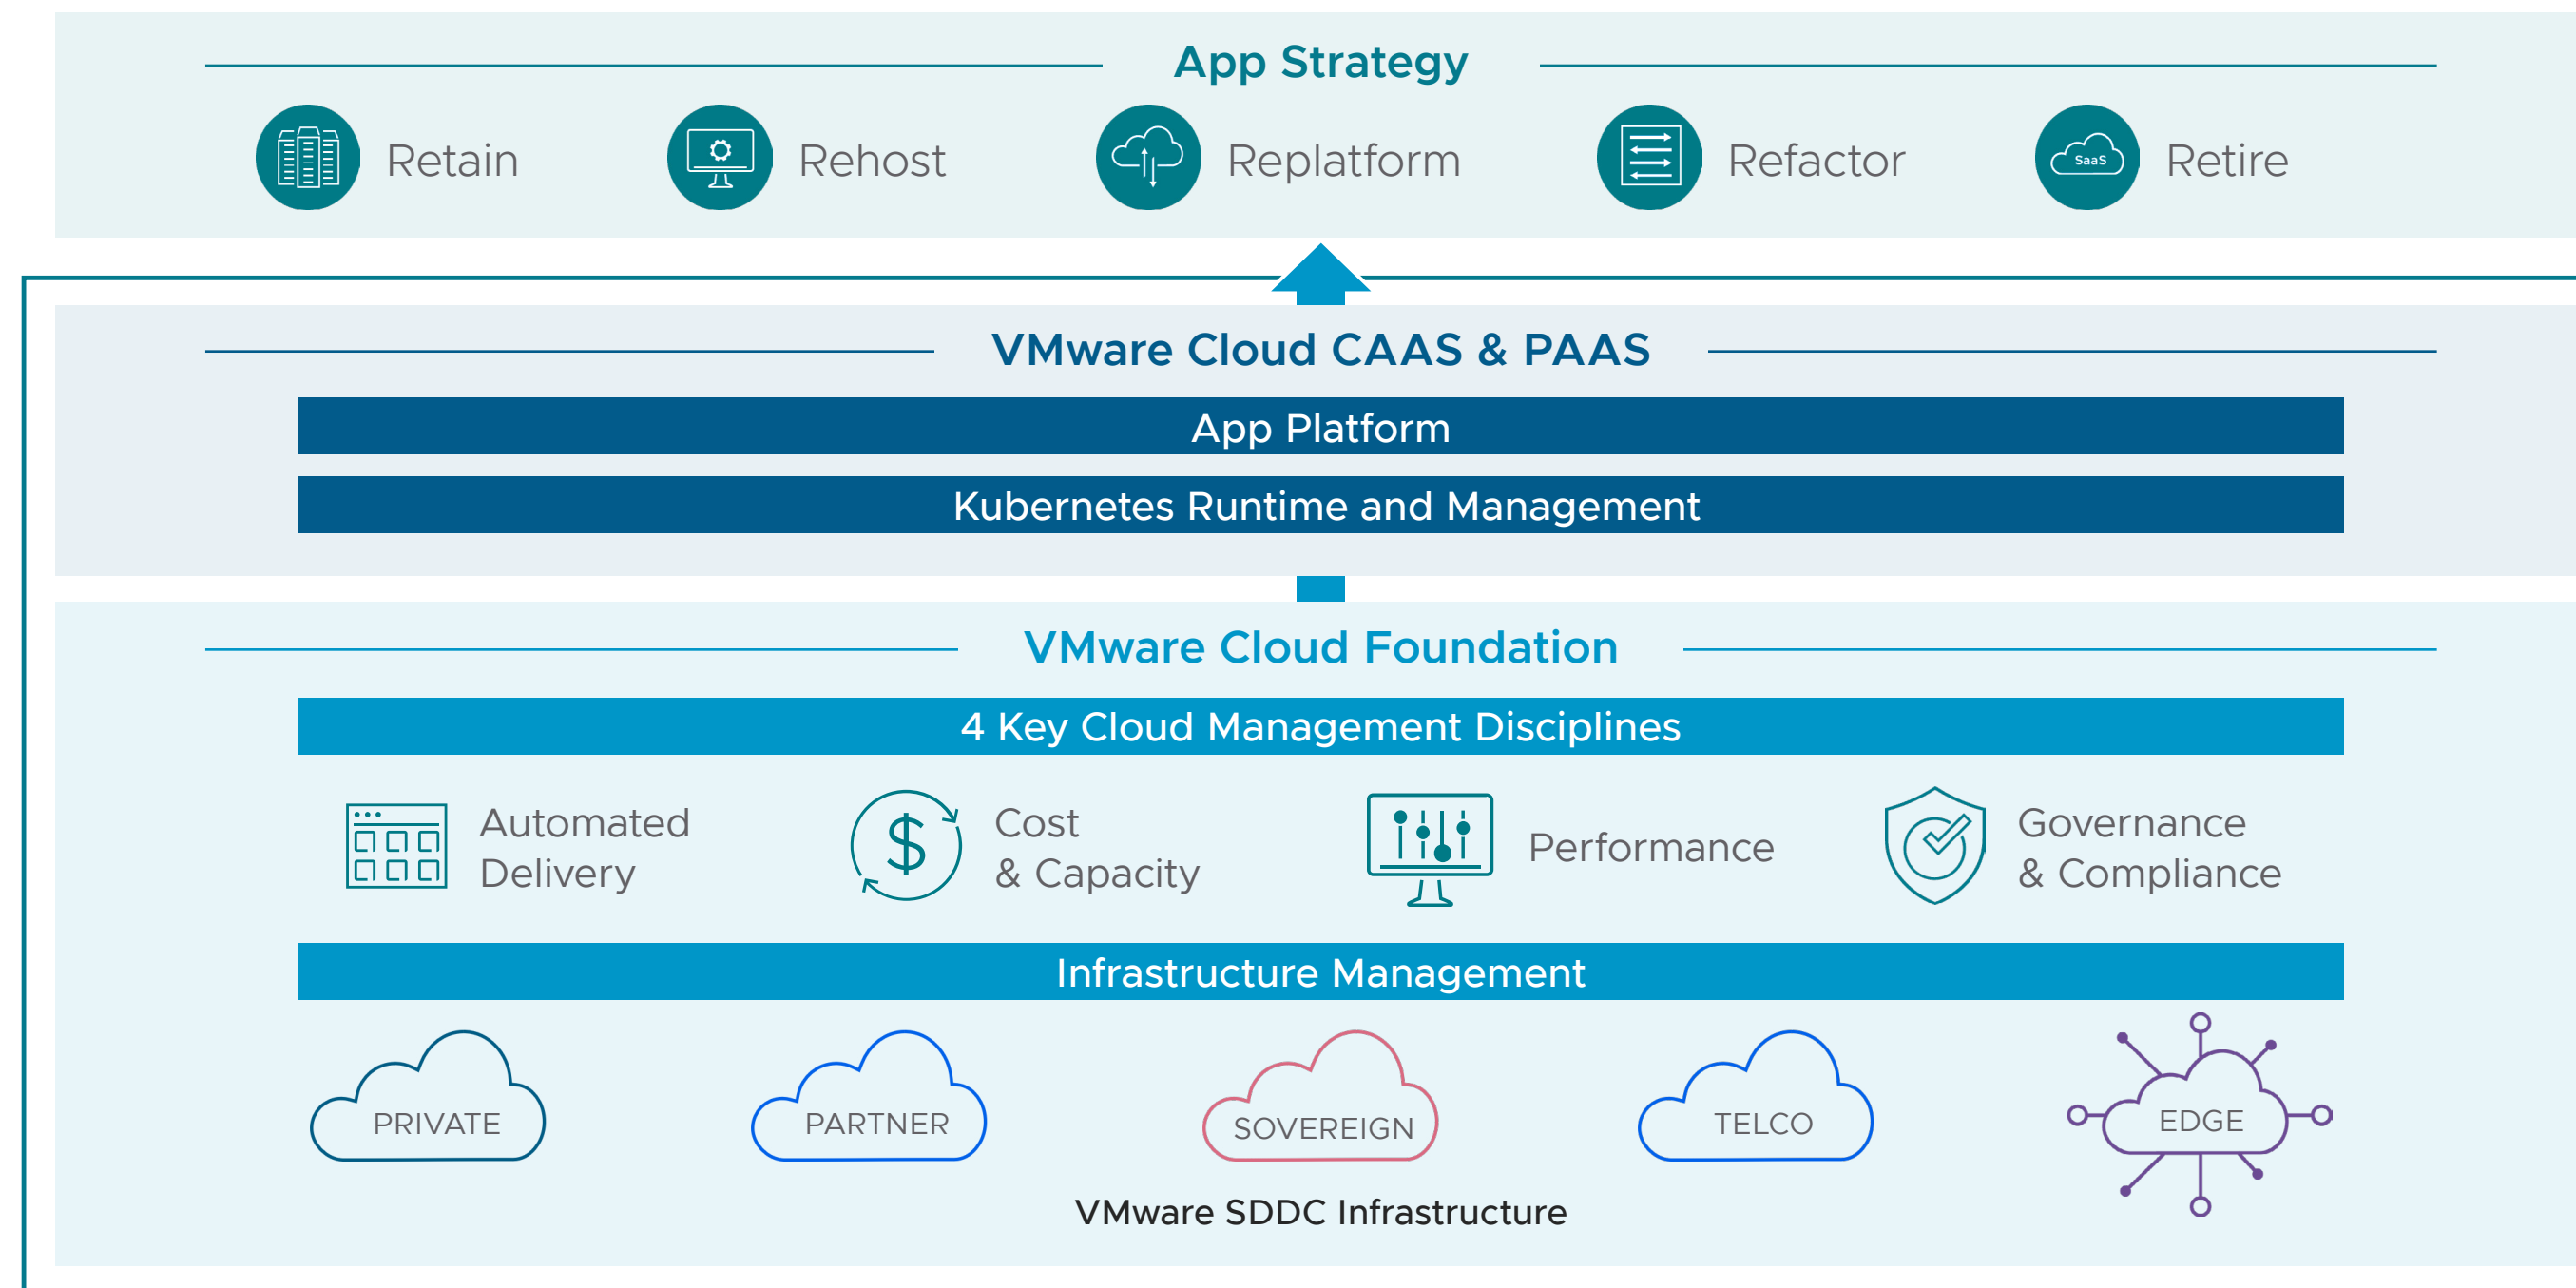 App Strategy
Retain
Rehost
Replatform
Refactor
SaaS
Retire
VMware Cloud CAAS & PAAS
App Platform
Kubernetes Runtime and Management
VMware Cloud Foundation
4 Key Cloud Management Disciplines
Automated
Delivery
$
Cost
& Capacity
Performance
Governance
& Compliance
Infrastructure Management
PRIVATE
PARTNER
SOVEREIGN
TELCO
EDGE
VMware SDDC Infrastructure